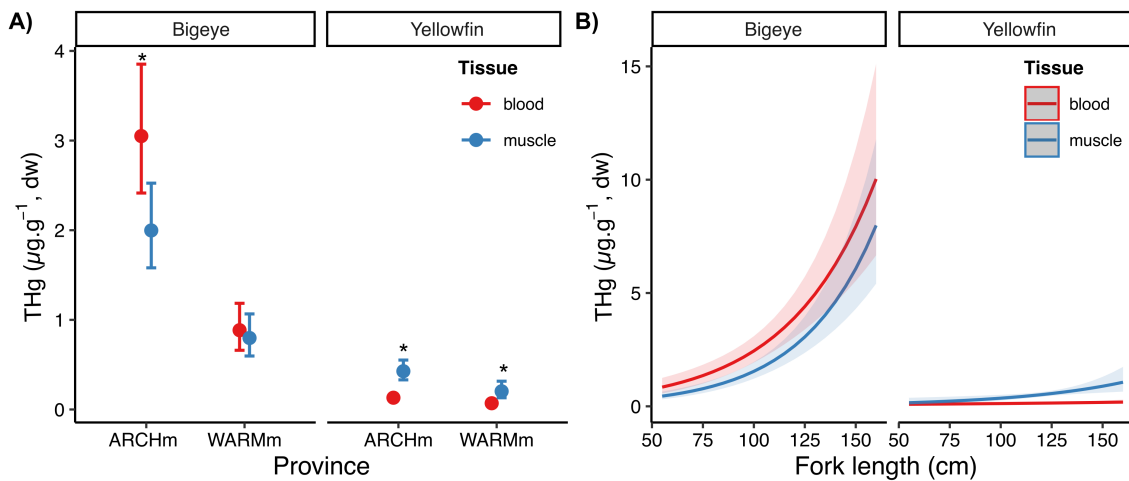 A)
Bigeye
Yellowfin
THg (µg.g⁻¹, dw)
4
3
2
1
0
*
*
*
Tissue
blood
muscle
ARCHm
WARMm
ARCHm
WARMm
Province
B)
Bigeye
Yellowfin
THg (µg.g⁻¹, dw)
15
10
5
0
Tissue
blood
muscle
50
75
100
125
150
50
75
100
125
150
Fork length (cm)